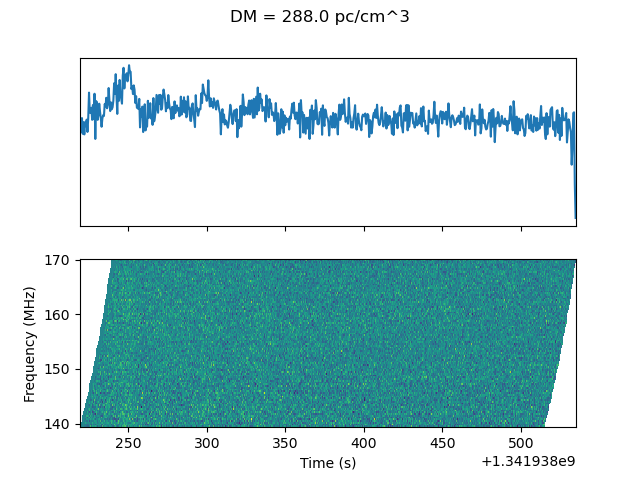 DM = 288.0 pc/cm^3
170
160
150
140
Frequency (MHz)
250 300 350 400 450 500
Time (s)
+1.341938e9